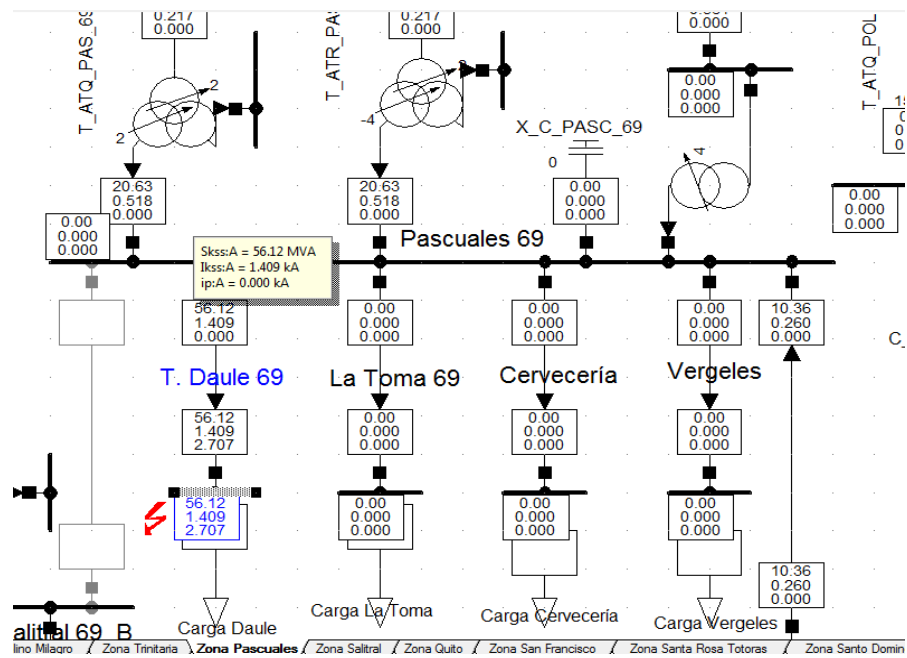 0.217
0.000
0.217
0.000
0.000
T_ATQ_PAS_69
T_ATR_PA
T_ATQ_POL
2
2
-4
X_C_PASC_69
0
4
0.00
0.000
0.000
15
20.63
0.518
0.000
20.63
0.518
0.000
0.00
0.000
0.000
0.00
0.000
0.000
0.00
0.000
0.000
Pascuales 69
Skss:A = 56.12 MVA
Ikss:A = 1.409 kA
ip:A = 0.000 kA
56.12
1.409
0.000
0.00
0.000
0.000
0.00
0.000
0.000
0.00
0.000
0.000
10.36
0.260
0.000
C_
T. Daule 69
La Toma 69
Cervecería
Vergeles
56.12
1.409
2.707
0.00
0.000
0.000
0.00
0.000
0.000
0.00
0.000
0.000
56.12
1.409
2.707
0.00
0.000
0.000
0.00
0.000
0.000
0.00
0.000
0.000
10.36
0.260
0.000
alitral 69_B
Carga Daule
Carga La Toma
Carga Cervecería
Carga Vergeles
lino Milagro
Zona Trinitaria
Zona Pascuales
Zona Salitral
Zona Quito
Zona San Francisco
Zona Santa Rosa Totoras
Zona Santo Domin